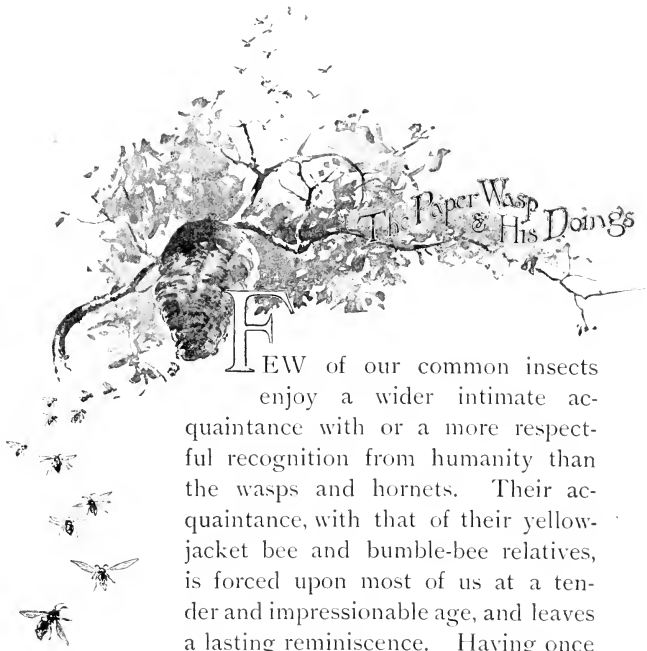 The Paper Wasp
& His Doings
FEW of our common insects
enjoy a wider intimate ac-
quaintance with or a more respect-
ful recognition from humanity than
the wasps and hornets. Their ac-
quaintance, with that of their yellow-
jacket bee and bumble-bee relatives,
is forced upon most of us at a ten-
der and impressionable age, and leaves
a lasting reminiscence. Having once